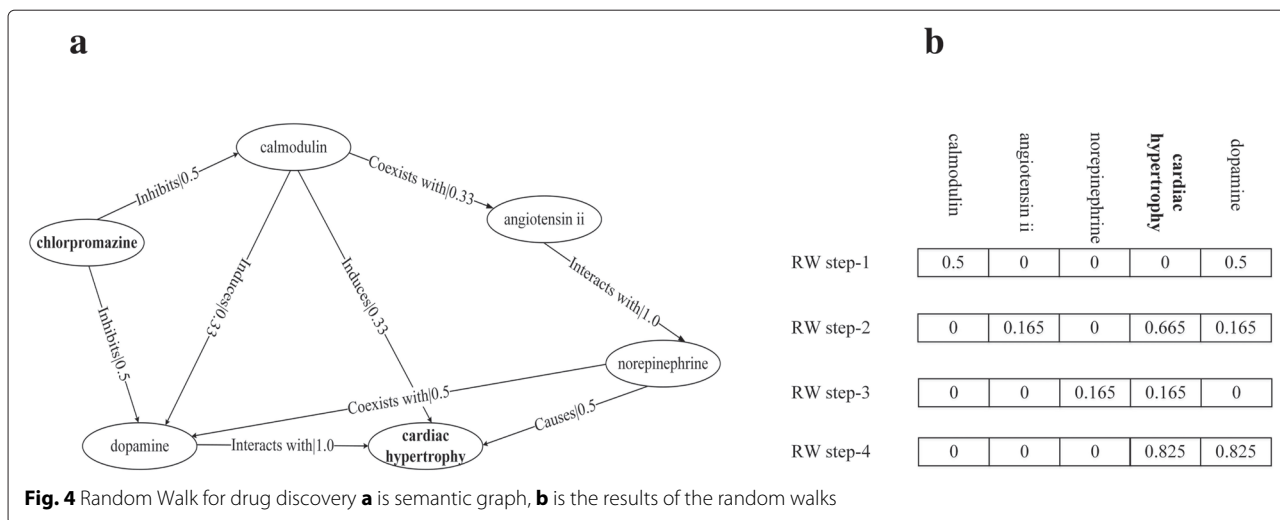 a
b
calmodulin
Coexists with|0.33
Inhibits|0.5
angiotensin ii
chlorpromazine
Induces|0.33
Induces|0.33
Interacts with|1.0
Inhibits|0.5
norepinephrine
Coexists with|0.5
Causes|0.5
dopamine
Interacts with|1.0
cardiac
hypertrophy
calmodulin
angiotensin ii
norepinephrine
cardiac
hypertrophy
dopamine
RW step-1 0.5 0 0 0 0.5
RW step-2 0 0.165 0 0.665 0.165
RW step-3 0 0 0.165 0.165 0
RW step-4 0 0 0 0.825 0.825
Fig. 4 Random Walk for drug discovery a is semantic graph, b is the results of the random walks